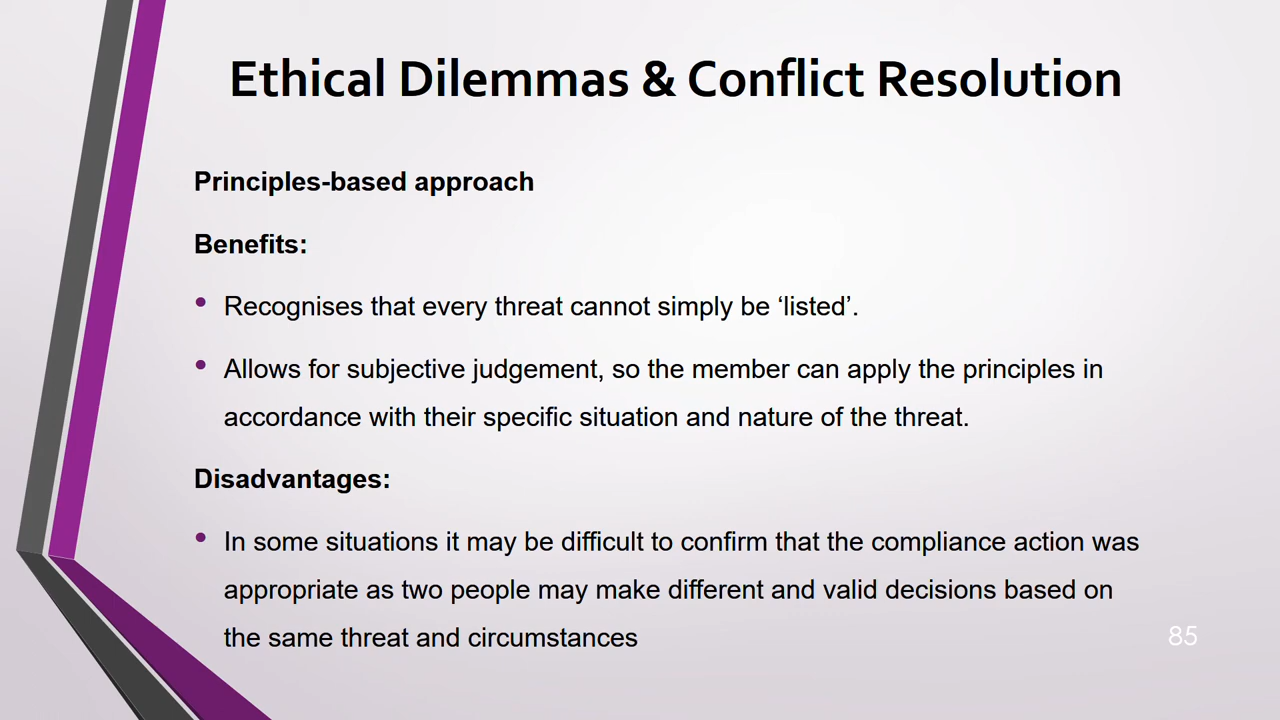 Ethical Dilemmas & Conflict Resolution
Principles-based approach
Benefits:
• Recognises that every threat cannot simply be ‘listed’.
• Allows for subjective judgement, so the member can apply the principles in
accordance with their specific situation and nature of the threat.
Disadvantages:
• In some situations it may be difficult to confirm that the compliance action was
appropriate as two people may make different and valid decisions based on
the same threat and circumstances
85